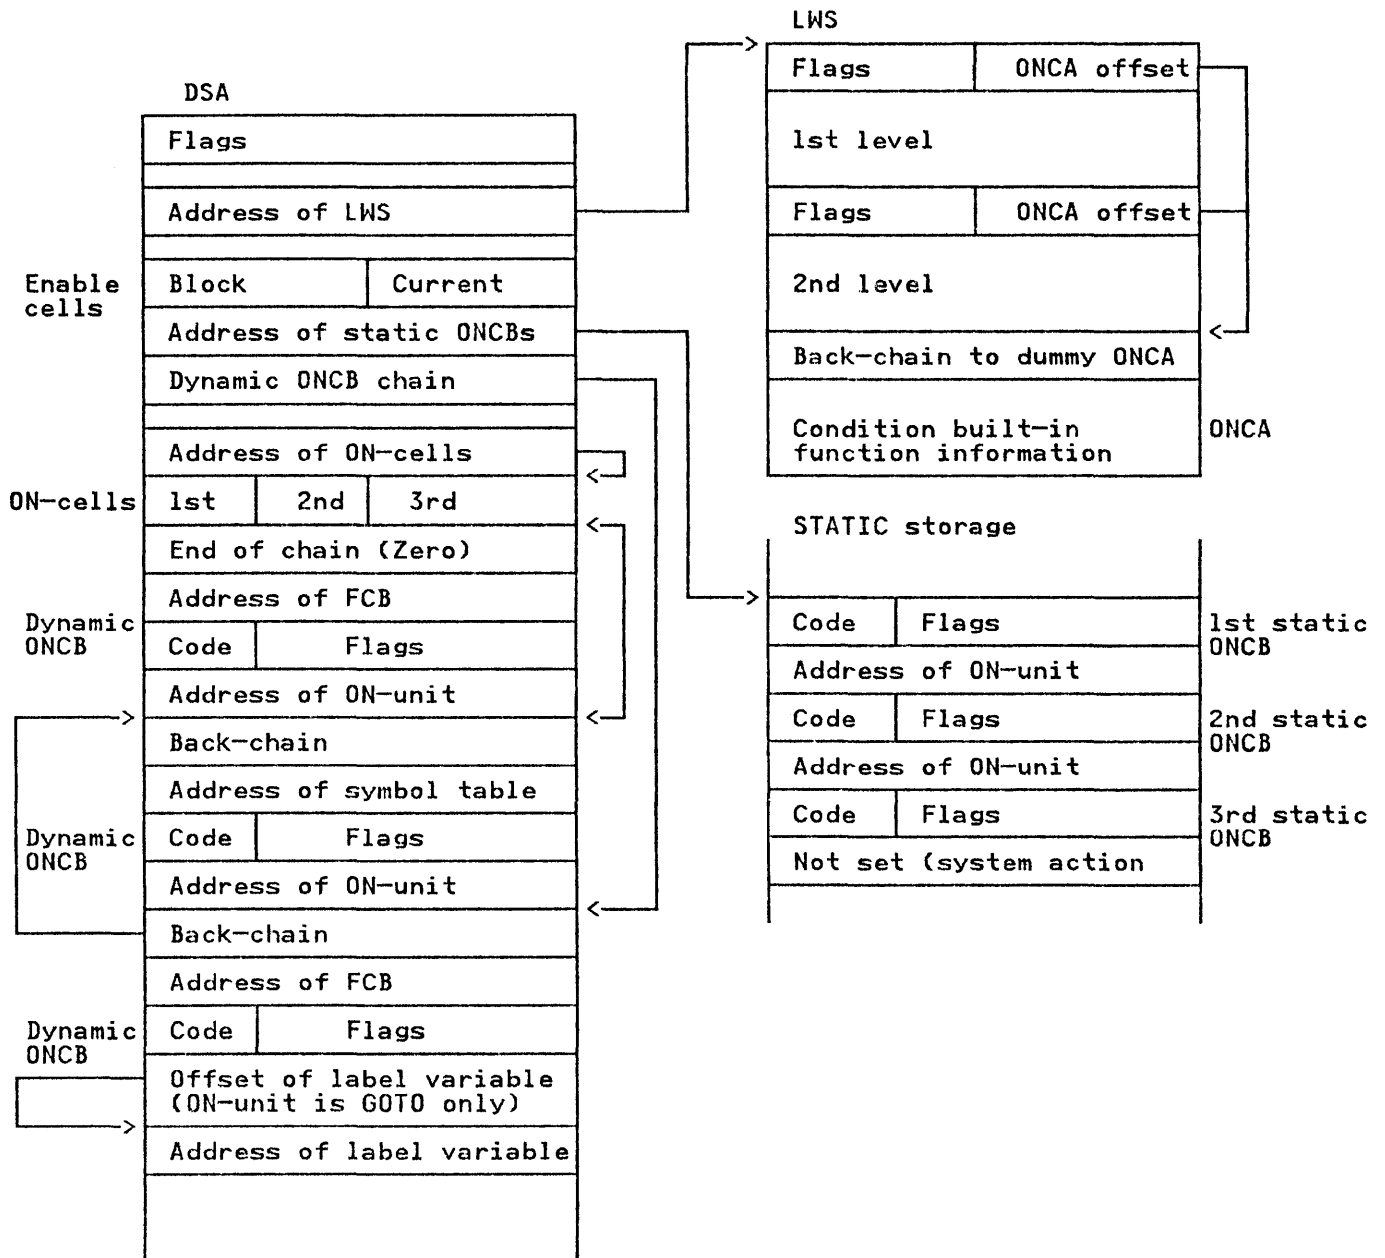 DSA
Flags
Address of LWS
Enable
cells
Block Current
Address of static ONCBs
Dynamic ONCB chain
Address of ON-cells
ON-cells 1st 2nd 3rd
End of chain (Zero)
Address of FCB
Dynamic
ONCB
Code Flags
Address of ON-unit
Back-chain
Address of symbol table
Dynamic
ONCB
Code Flags
Address of ON-unit
Back-chain
Address of FCB
Dynamic
ONCB
Code Flags
Offset of label variable
(ON-unit is GOTO only)
Address of label variable
LWS
Flags ONCA offset
1st level
Flags ONCA offset
2nd level
Back-chain to dummy ONCA
Condition built-in
function information
ONCA
STATIC storage
Code Flags
1st static
ONCB
Address of ON-unit
Code Flags
2nd static
ONCB
Address of ON-unit
Code Flags
3rd static
ONCB
Not set (system action